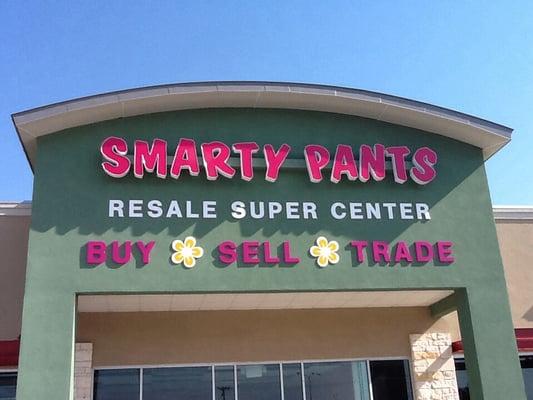 SMARTY PANTS
RESALE SUPER CENTER
BUY SELL TRADE